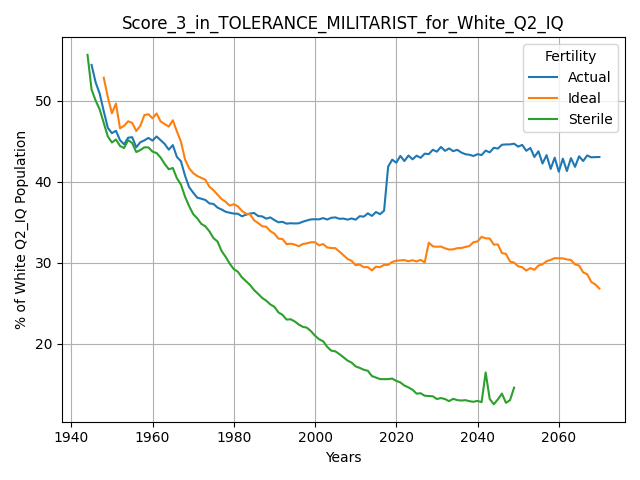 Score_3_in_TOLERANCE_MILITARIST_for_White_Q2_IQ
Fertility
Actual
Ideal
Sterile
% of White Q2_IQ Population
50
40
30
20
1940
1960
1980
2000
2020
2040
2060
Years